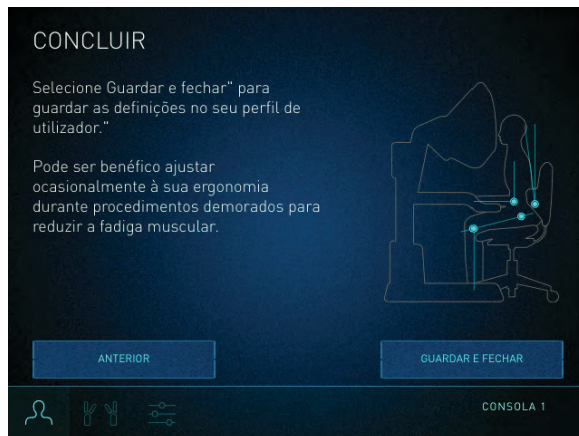 CONCLUIR
Selecione Guardar e fechar" para
guardar as definições no seu perfil de
utilizador."
Pode ser benéfico ajustar
ocasionalmente à sua ergonomia
durante procedimentos demorados para
reduzir a fadiga muscular.
ANTERIOR
GUARDAR E FECHAR
CONSOLA 1